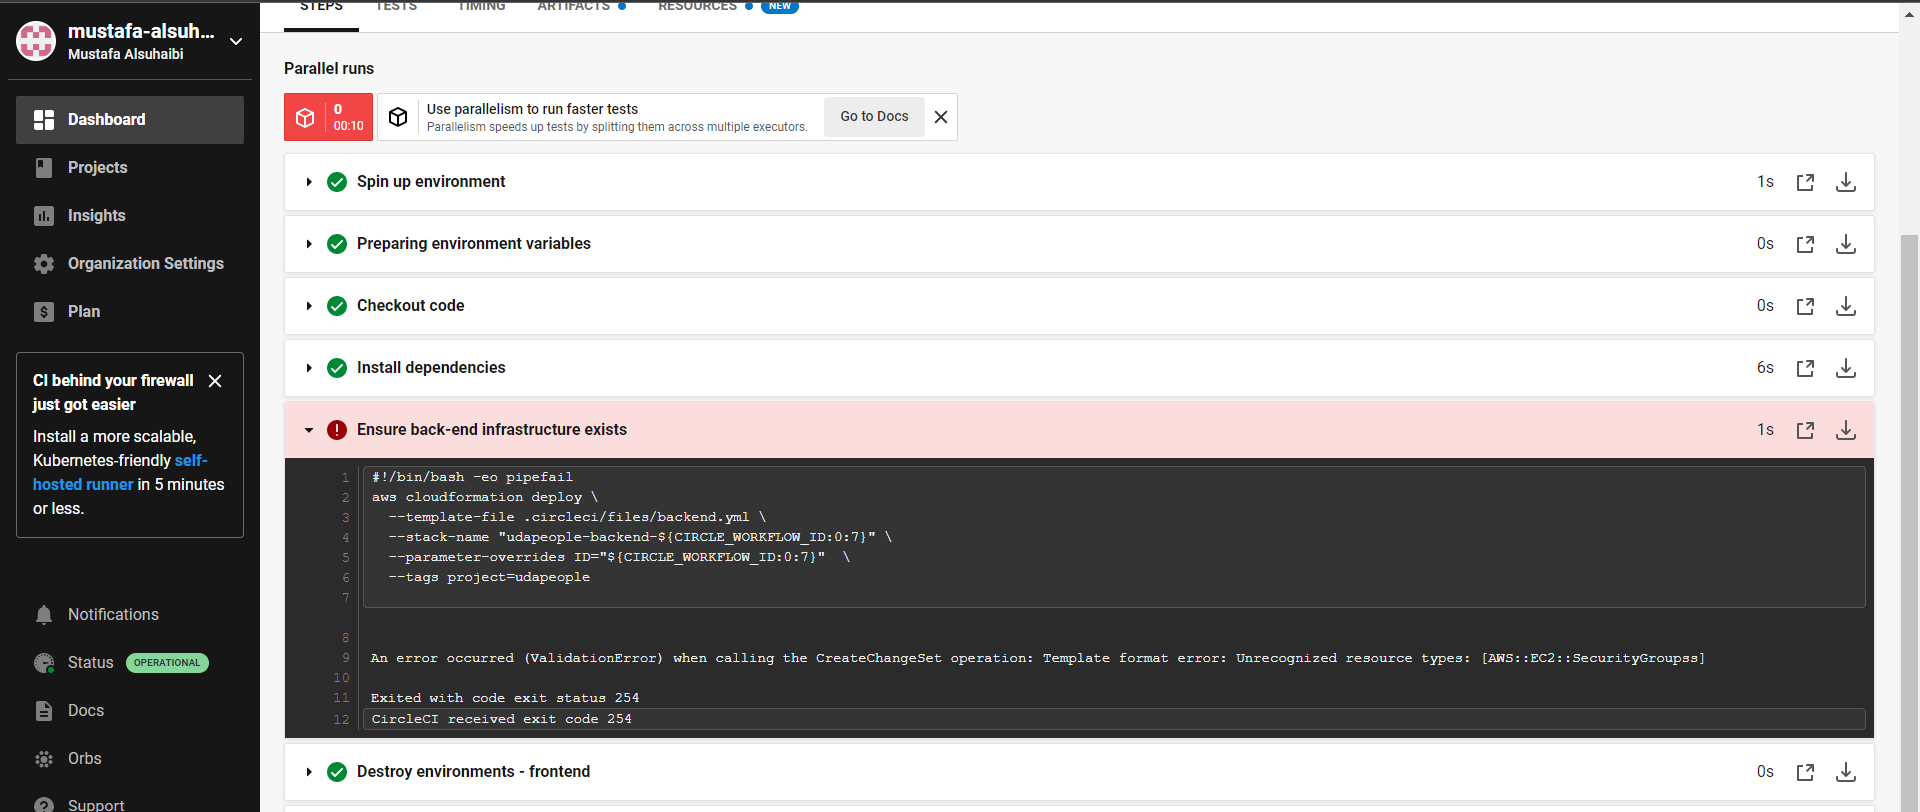 mustafa-alsuh...
Mustafa Alsuhaibi
Dashboard
Projects
Insights
Organization Settings
Plan
CI behind your firewall
just got easier
Install a more scalable,
Kubernetes-friendly self-
hosted runner in 5 minutes
or less.
Notifications
Status OPERATIONAL
Docs
Orbs
Support
STEPS TESTS TIMING ARTIFACTS RESOURCES NEW
Parallel runs
0
00:10
Use parallelism to run faster tests
Parallelism speeds up tests by splitting them across multiple executors.
Go to Docs
Spin up environment 1s
Preparing environment variables 0s
Checkout code 0s
Install dependencies 6s
Ensure back-end infrastructure exists 1s
1 #!/bin/bash -eo pipefail
2 aws cloudformation deploy \
3 --template-file .circleci/files/backend.yml \
4 --stack-name "udapeople-backend-${CIRCLE_WORKFLOW_ID:0:7}" \
5 --parameter-overrides ID="${CIRCLE_WORKFLOW_ID:0:7}" \
6 --tags project=udapeople
7
8
9 An error occurred (ValidationError) when calling the CreateChangeSet operation: Template format error: Unrecognized resource types: [AWS::EC2::SecurityGroupss]
10
11 Exited with code exit status 254
12 CircleCI received exit code 254
Destroy environments - frontend 0s